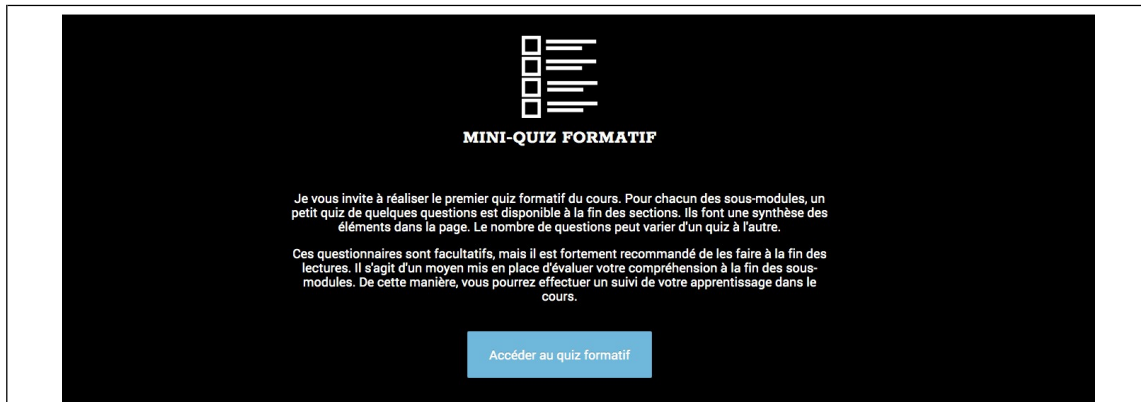 MINI-QUIZ FORMATIF
Je vous invite à réaliser le premier quiz formatif du cours. Pour chacun des sous-modules, un
petit quiz de quelques questions est disponible à la fin des sections. Ils font une synthèse des
éléments dans la page. Le nombre de questions peut varier d'un quiz à l'autre.
Ces questionnaires sont facultatifs, mais il est fortement recommandé de les faire à la fin des
lectures. Il s'agit d'un moyen mis en place d'évaluer votre compréhension à la fin des sous-
modules. De cette manière, vous pourrez effectuer un suivi de votre apprentissage dans le
cours.
Accéder au quiz formatif